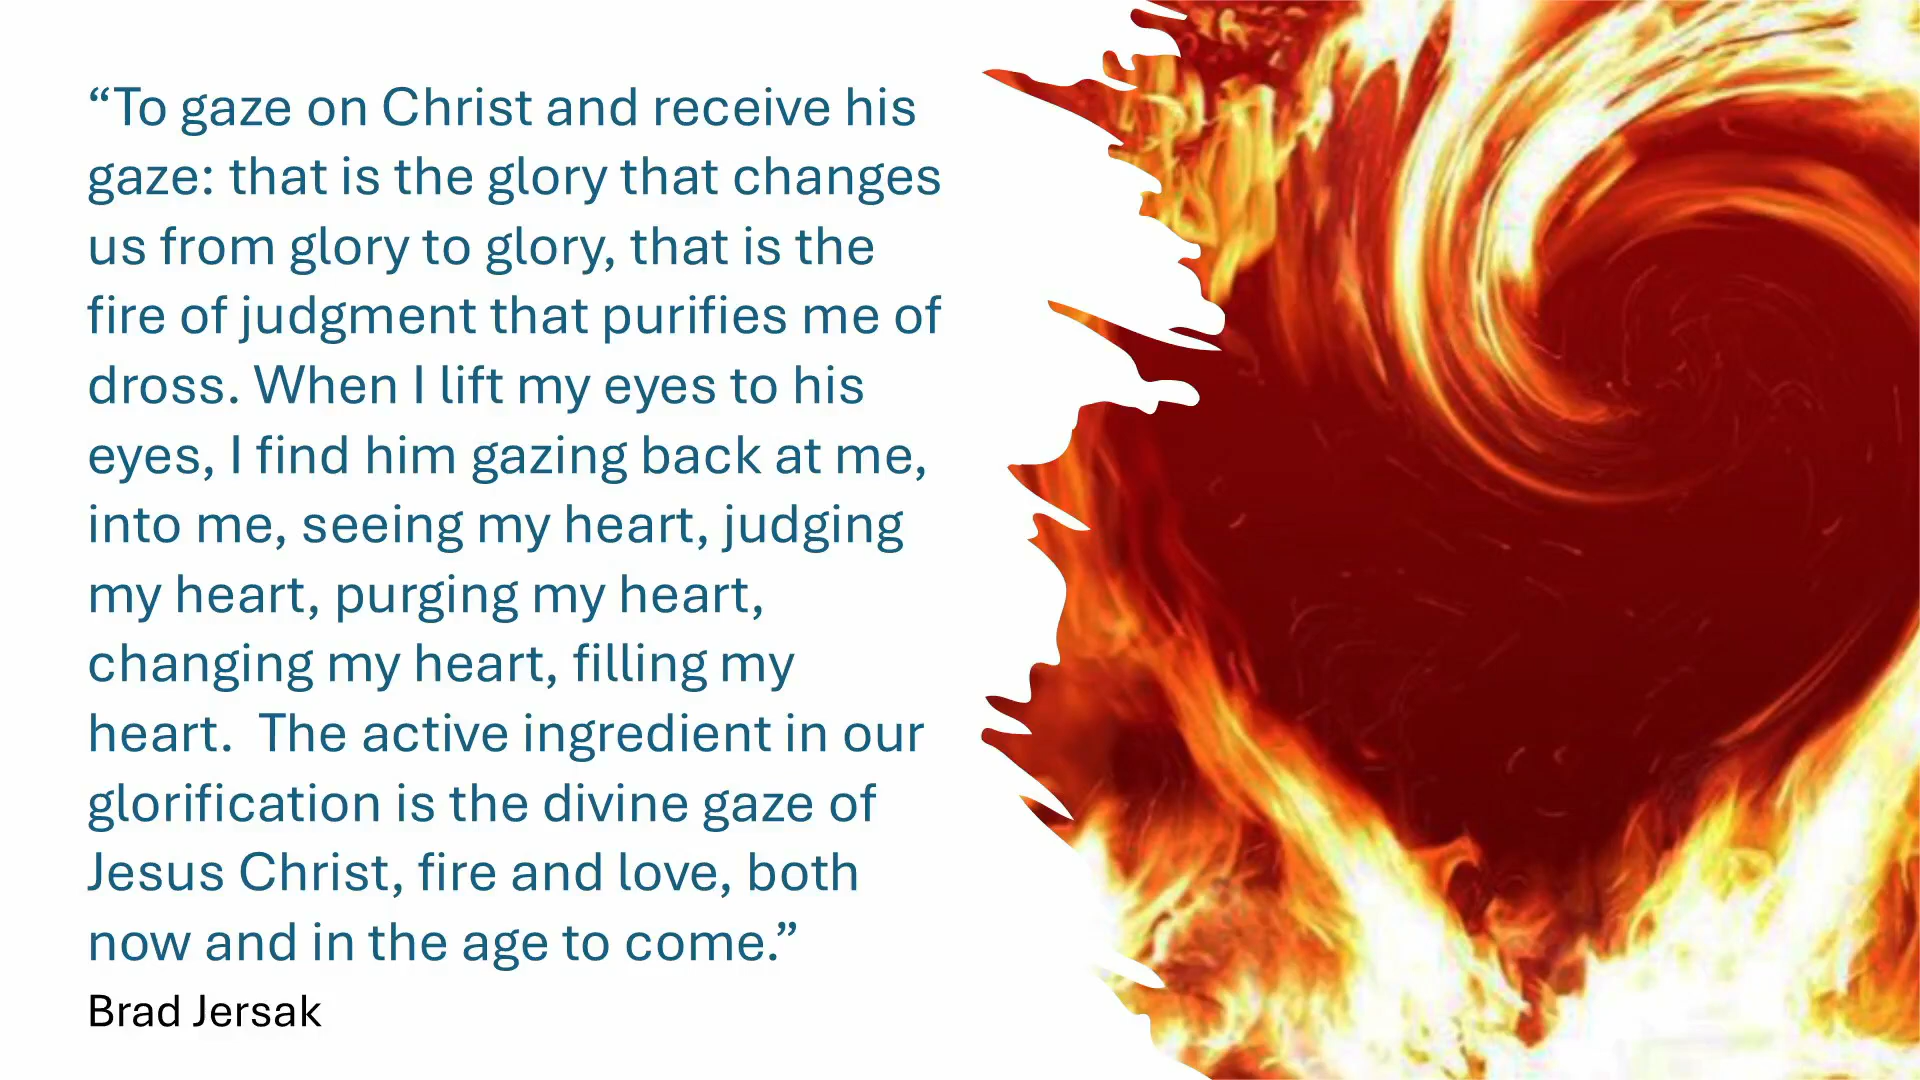 “To gaze on Christ and receive his
gaze: that is the glory that changes
us from glory to glory, that is the
fire of judgment that purifies me of
dross. When I lift my eyes to his
eyes, I find him gazing back at me,
into me, seeing my heart, judging
my heart, purging my heart,
changing my heart, filling my
heart.  The active ingredient in our
glorification is the divine gaze of
Jesus Christ, fire and love, both
now and in the age to come.”
Brad Jersak